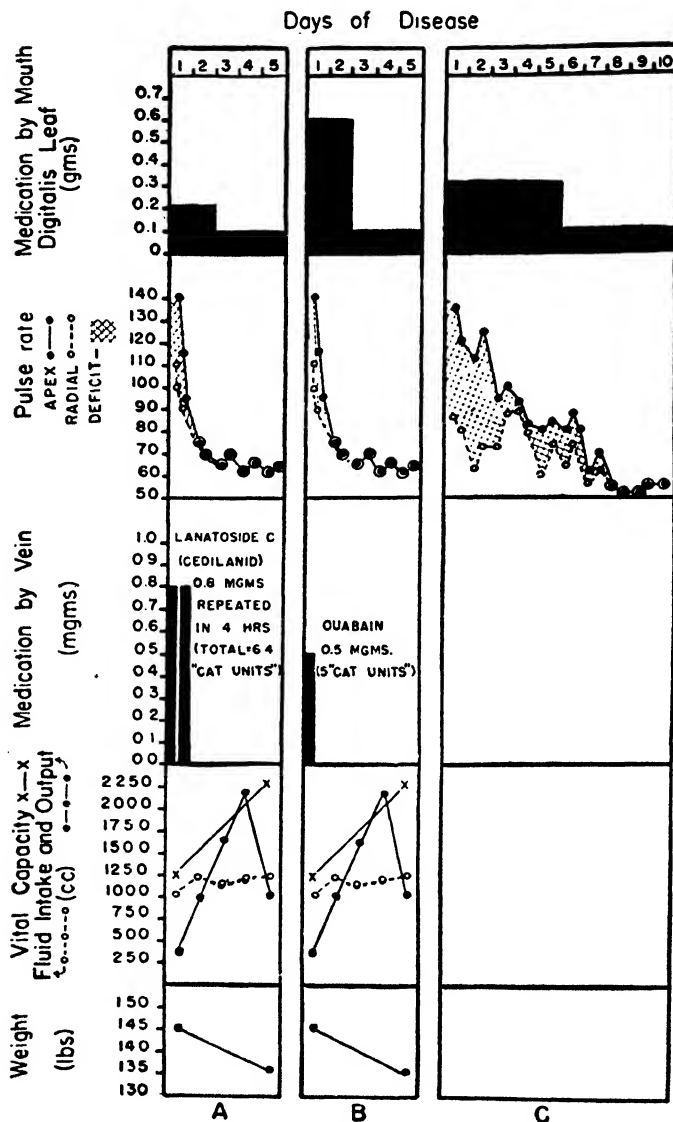 Days of Disease
1 2 3 4 5
1 2 3 4 5
1 2 3 4 5 6 7 8 9 10
Medication by Mouth
Digitalis Leaf
(gms)
0.7
0.6
0.5
0.4
0.3
0.2
0.1
0
Pulse rate
APEX
RADIAL
DEFICIT-
140
130
120
110
100
90
80
70
60
50
Medication by Vein
(mgms)
1.0
0.9
0.8
0.7
0.6
0.5
0.4
0.3
0.2
0.1
0.0
LANATOSIDE C
(CEDILANID)
0.8 MGMS
REPEATED
IN 4 HRS
(TOTAL=6.4
"CAT UNITS")
OUABAIN
0.5 MGMS.
(5"CAT UNITS")
Vital Capacity x—x
Fluid Intake and Output
(cc)
2250
2000
1750
1500
1250
1000
750
500
250
Weight
(lbs)
150
145
140
135
130
A
B
C